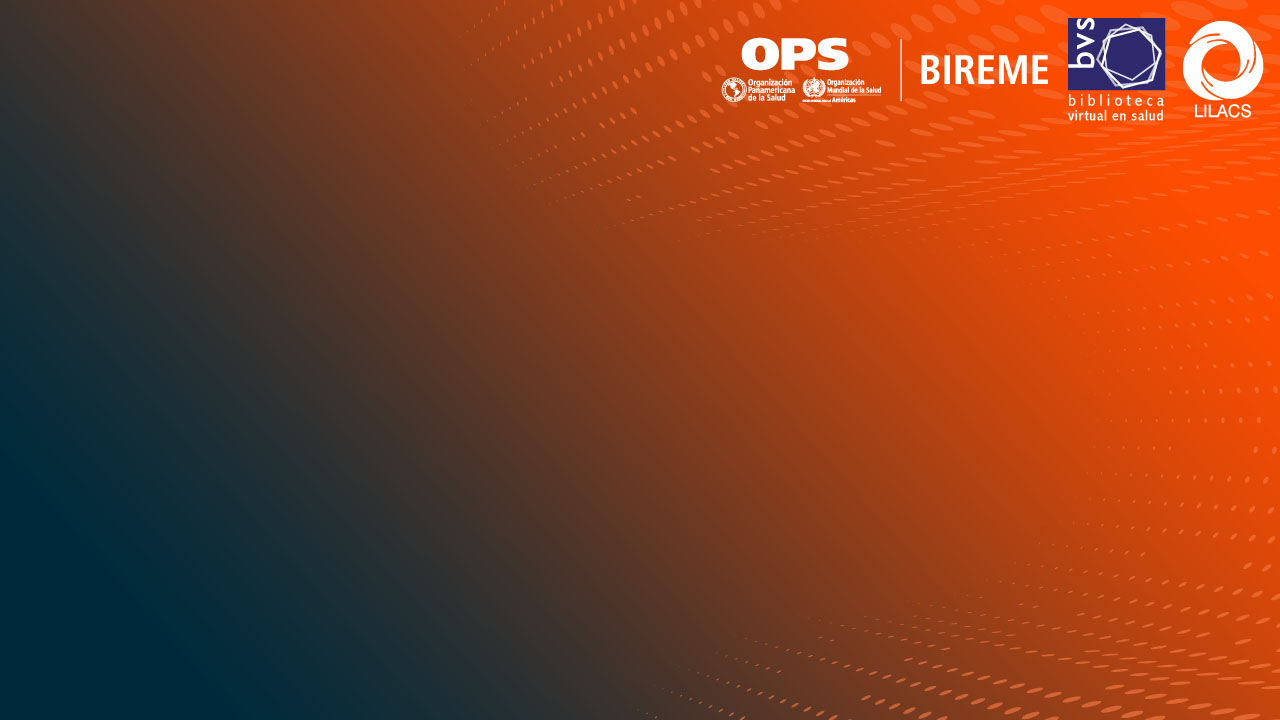 OPS
Organización
Panamericana
de la Salud
Organización
Mundial de la Salud
Américas
BIREME
bvs
biblioteca
virtual en salud
LILACS